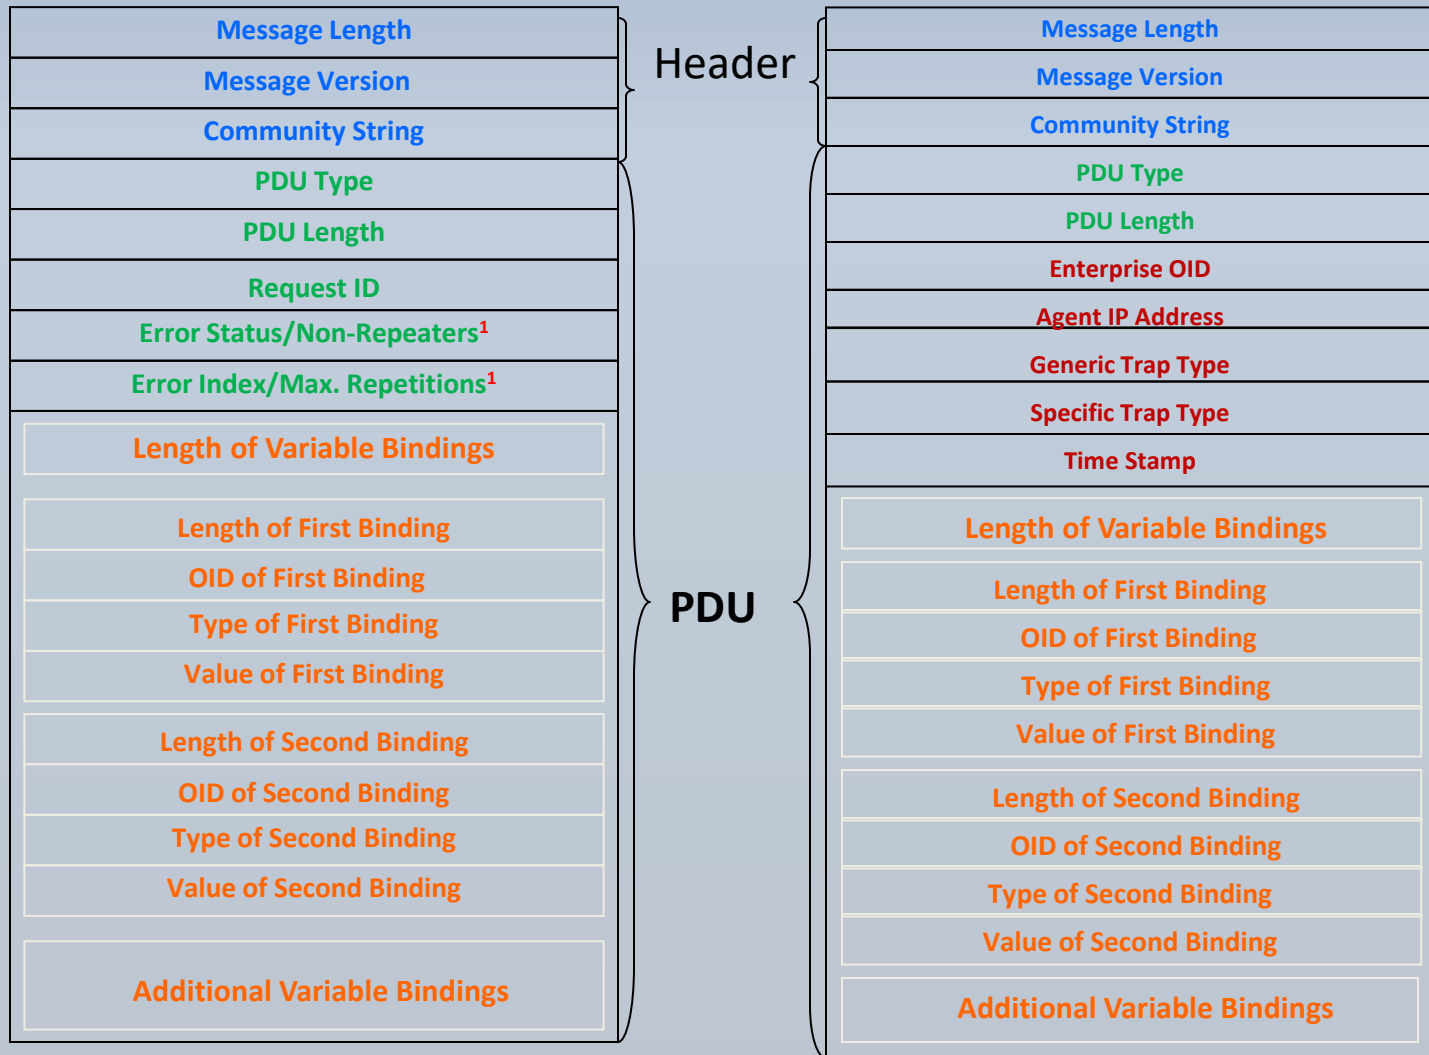 Message Length
Message Version
Community String
PDU Type
PDU Length
Request ID
Error Status/Non-Repeaters1
Error Index/Max. Repetitions1
Length of Variable Bindings
Length of First Binding
OID of First Binding
Type of First Binding
Value of First Binding
Length of Second Binding
OID of Second Binding
Type of Second Binding
Value of Second Binding
Additional Variable Bindings
Header
PDU
Message Length
Message Version
Community String
PDU Type
PDU Length
Enterprise OID
Agent IP Address
Generic Trap Type
Specific Trap Type
Time Stamp
Length of Variable Bindings
Length of First Binding
OID of First Binding
Type of First Binding
Value of First Binding
Length of Second Binding
OID of Second Binding
Type of Second Binding
Value of Second Binding
Additional Variable Bindings